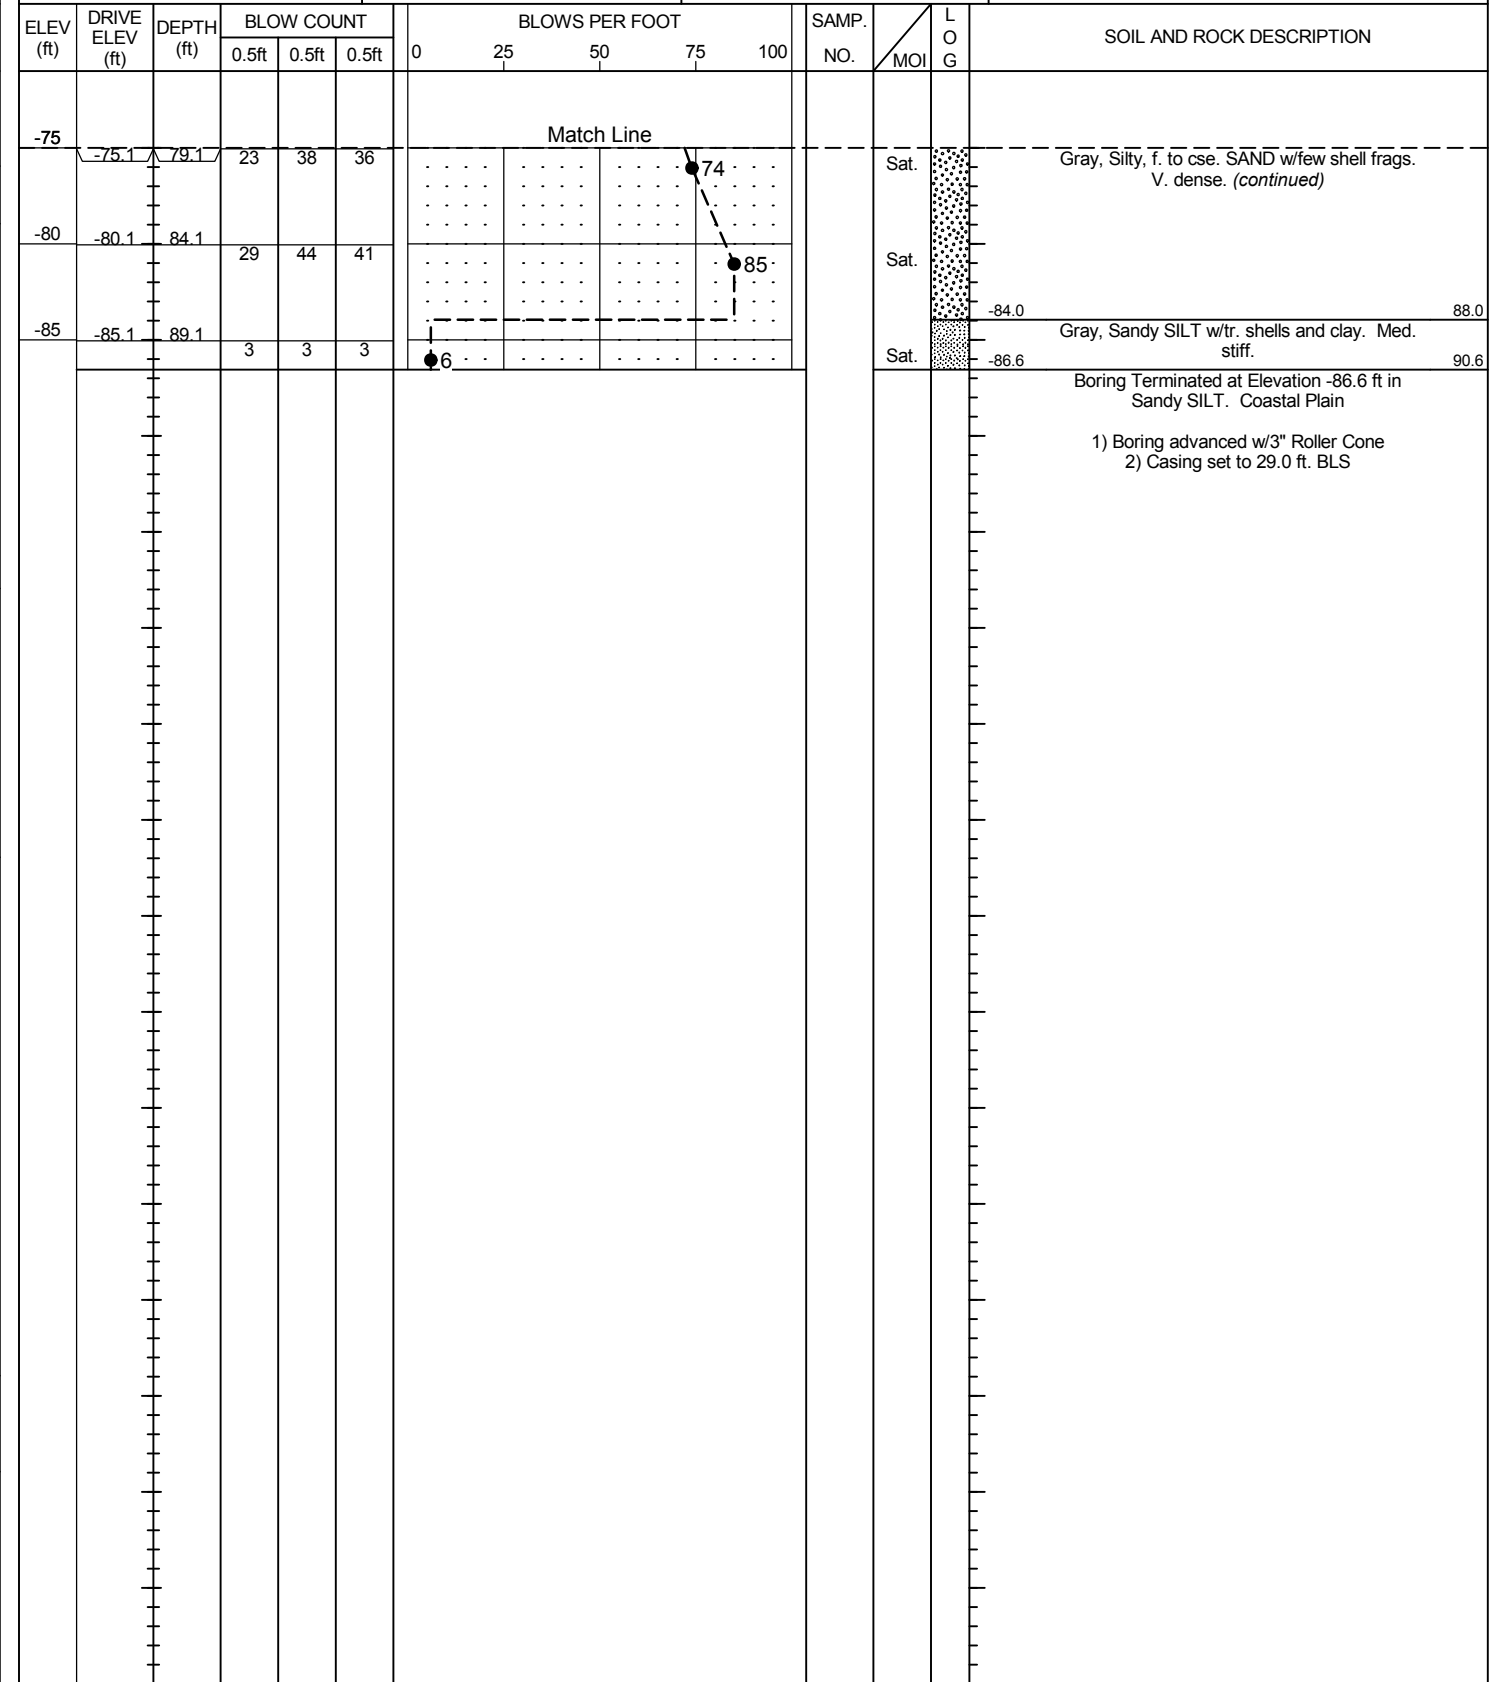 ELEV (ft)
DRIVE ELEV (ft)
DEPTH (ft)
BLOW COUNT
0.5ft 0.5ft 0.5ft
BLOWS PER FOOT
0 25 50 75 100
SAMP. NO.
MOI
LOG
SOIL AND ROCK DESCRIPTION
-75
Match Line
-75.1 79.1 23 38 36
74
Sat.
Gray, Silty, f. to cse. SAND w/few shell frags.
V. dense. (continued)
-80
-80.1 84.1
29 44 41
85
Sat.
-84.0 88.0
-85
-85.1 89.1
3 3 3
6
Sat.
Gray, Sandy SILT w/tr. shells and clay. Med.
stiff.
-86.6 90.6
Boring Terminated at Elevation -86.6 ft in
Sandy SILT. Coastal Plain
1) Boring advanced w/3" Roller Cone
2) Casing set to 29.0 ft. BLS